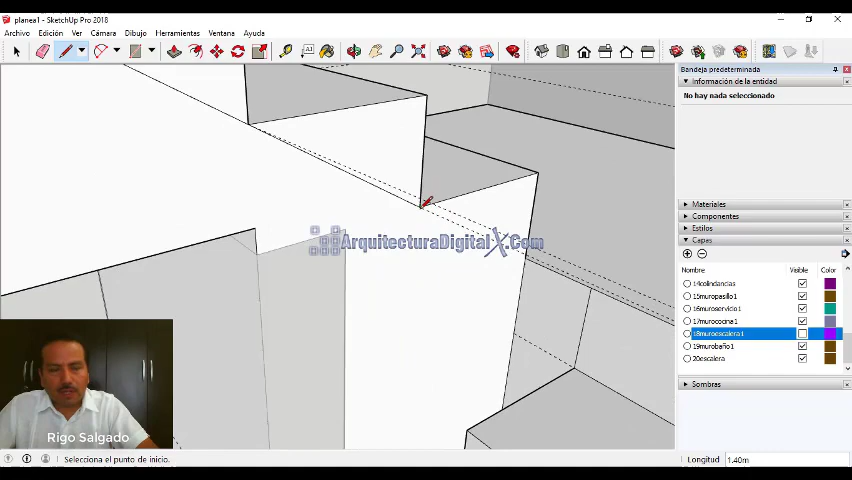 planea1 - SketchUp Pro 2018
Archivo Edición Ver Cámara Dibujo Herramientas Ventana Ayuda
A1
Bandeja predeterminada
Información de la entidad
No hay nada seleccionado
Materiales
Componentes
Estilos
Capas
Nombre Visible Color
14colindancias
15muropasillo1
16muroservicio1
17murococina1
18muroescalera1
19murobaño1
20escalera
Sombras
ArquitecturaDigitalX.Com
Rigo Salgado
Selecciona el punto de inicio.
Longitud 1.40m